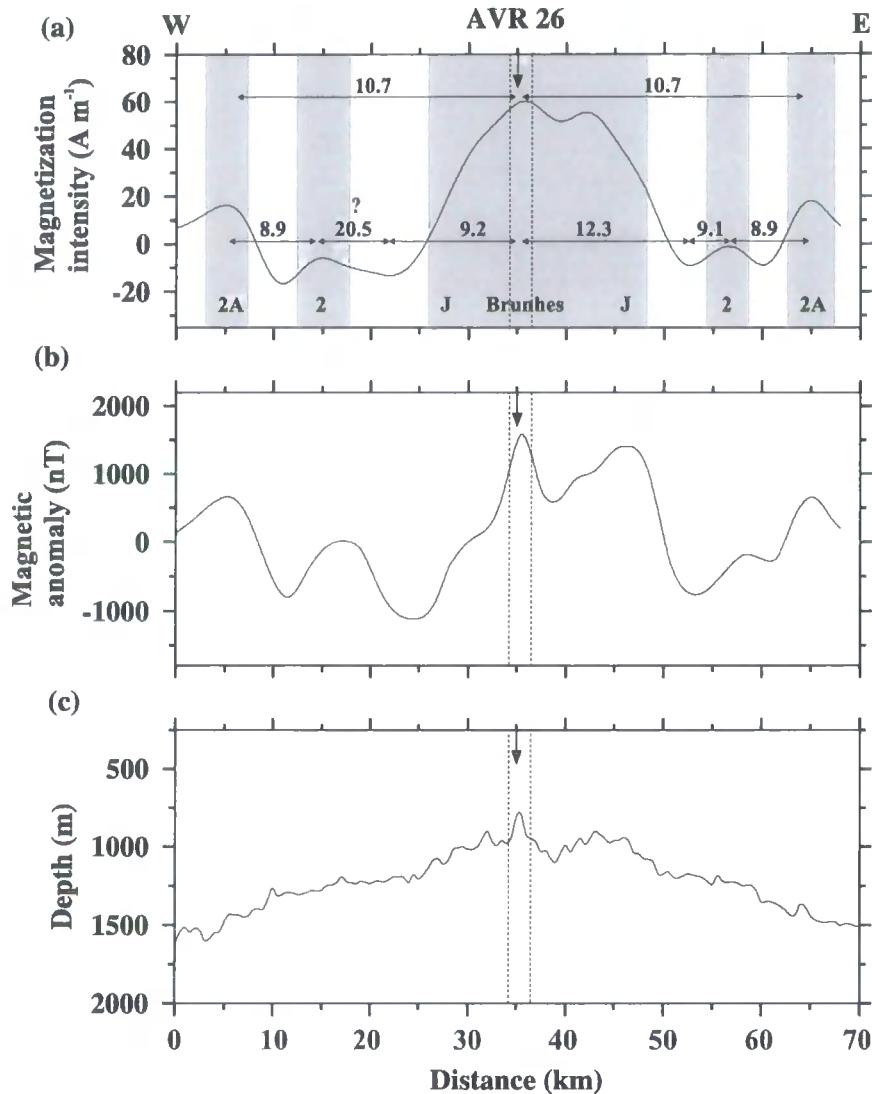 (a) W AVR 26 E
80
60
40
20
0
-20
Magnetization
intensity (A m⁻¹)
10.7 10.7
?
8.9 20.5 9.2 12.3 9.1 8.9
2A 2 J Brunhes J 2 2A
(b)
2000
1000
0
-1000
Magnetic
anomaly (nT)
(c)
500
1000
1500
2000
Depth (m)
0 10 20 30 40 50 60 70
Distance (km)